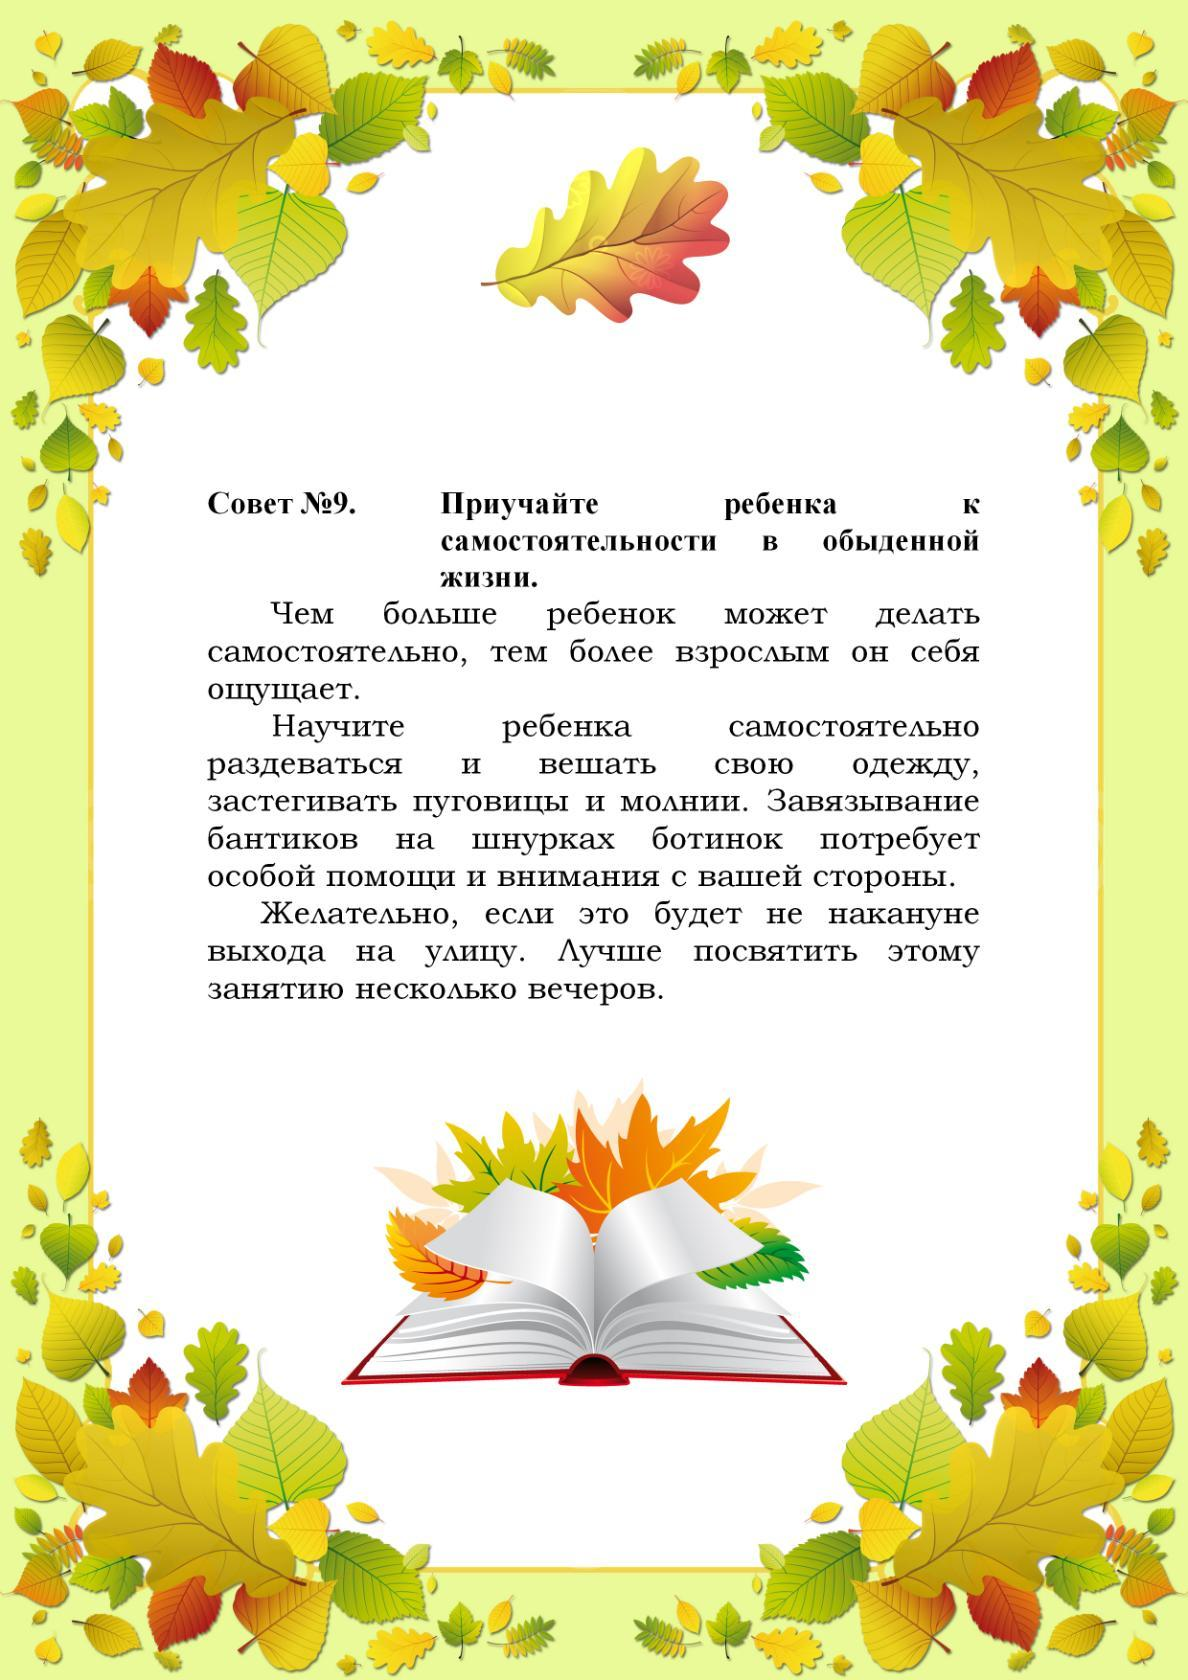 Совет №9. Приучайте ребенка к
самостоятельности в обыденной
жизни.
Чем больше ребенок может делать
самостоятельно, тем более взрослым он себя
ощущает.
Научите ребенка самостоятельно
раздеваться и вешать свою одежду,
застегивать пуговицы и молнии. Завязывание
бантиков на шнурках ботинок потребует
особой помощи и внимания с вашей стороны.
Желательно, если это будет не накануне
выхода на улицу. Лучше посвятить этому
занятию несколько вечеров.